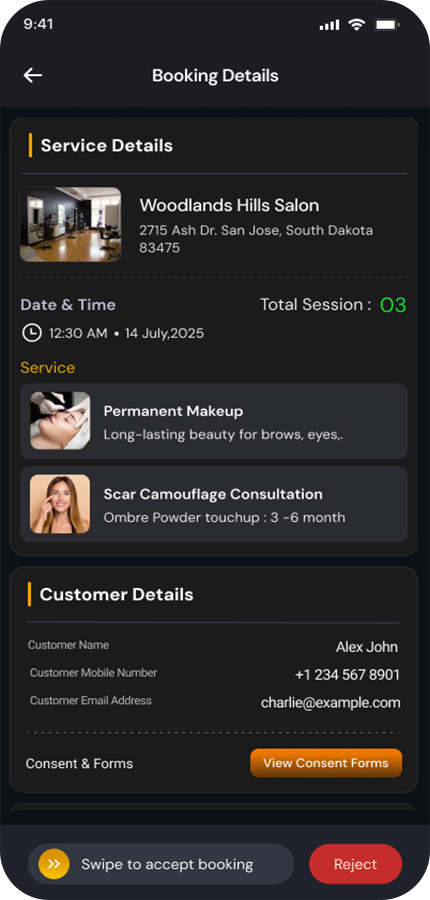 9:41
Booking Details
Service Details
Woodlands Hills Salon
2715 Ash Dr. San Jose, South Dakota
83475
Date & Time
Total Session : 03
12:30 AM • 14 July,2025
Service
Permanent Makeup
Long-lasting beauty for brows, eyes,.
Scar Camouflage Consultation
Ombre Powder touchup : 3 -6 month
Customer Details
Customer Name Alex John
Customer Mobile Number +1 234 567 8901
Customer Email Address charlie@example.com
Consent & Forms View Consent Forms
Swipe to accept booking Reject